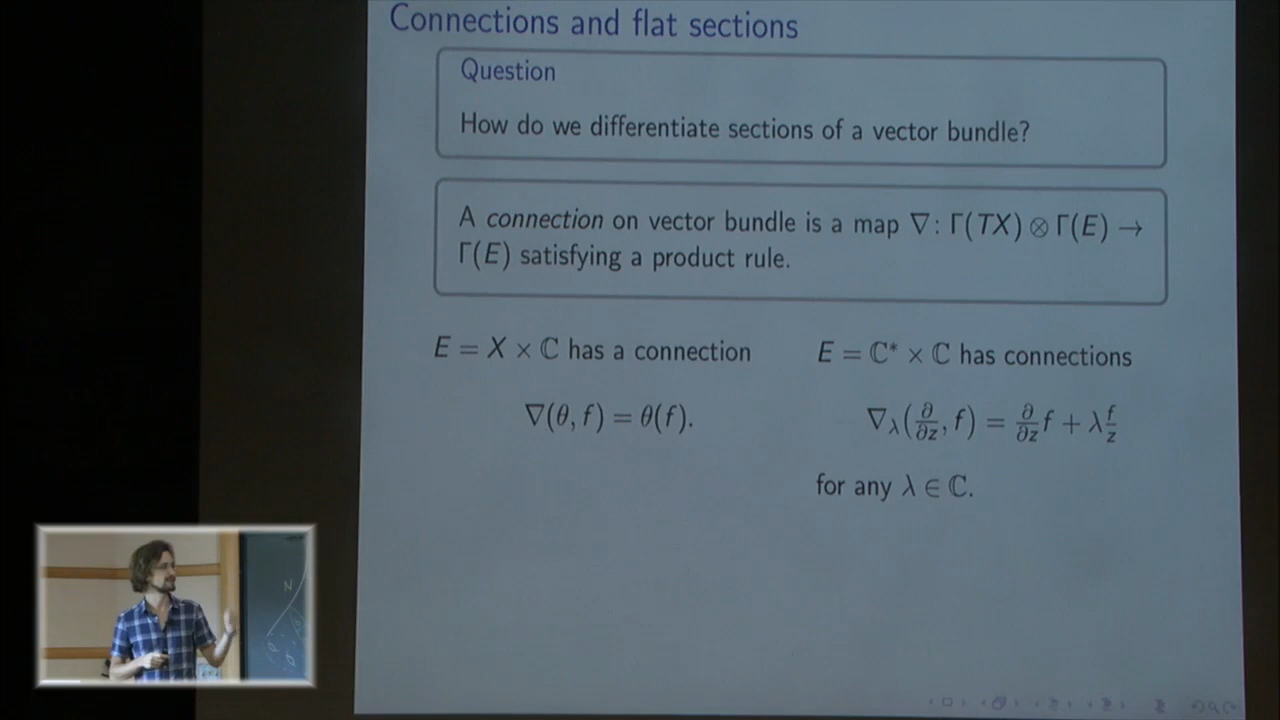 Connections and flat sections
Question
How do we differentiate sections of a vector bundle?
A connection on vector bundle is a map ∇: Γ(TX) ⊗ Γ(E) →
Γ(E) satisfying a product rule.
E = X × ℂ has a connection
∇(θ, f) = θ(f).
E = ℂ* × ℂ has connections
∇_λ(∂/∂z, f) = ∂/∂z f + λ f/z
for any λ ∈ ℂ.